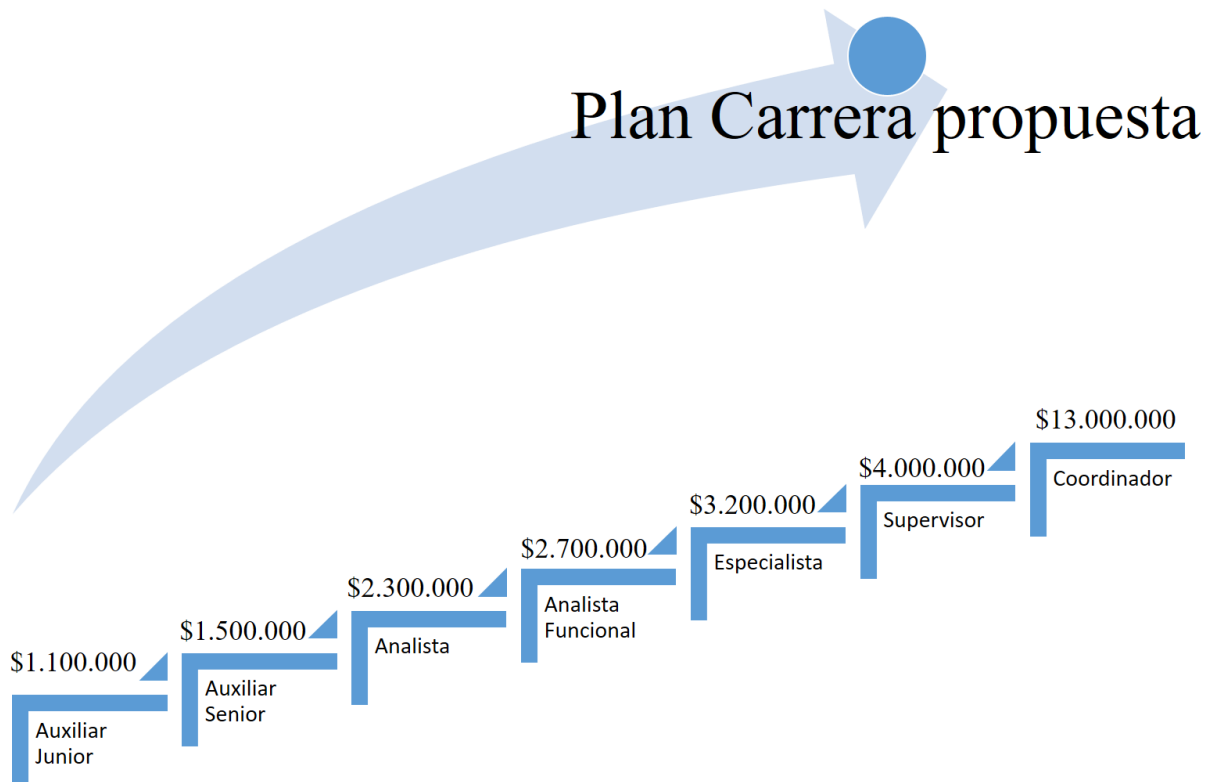 Plan Carrera propuesta
$1.100.000
Auxiliar
Junior
$1.500.000
Auxiliar
Senior
$2.300.000
Analista
$2.700.000
Analista
Funcional
$3.200.000
Especialista
$4.000.000
Supervisor
$13.000.000
Coordinador